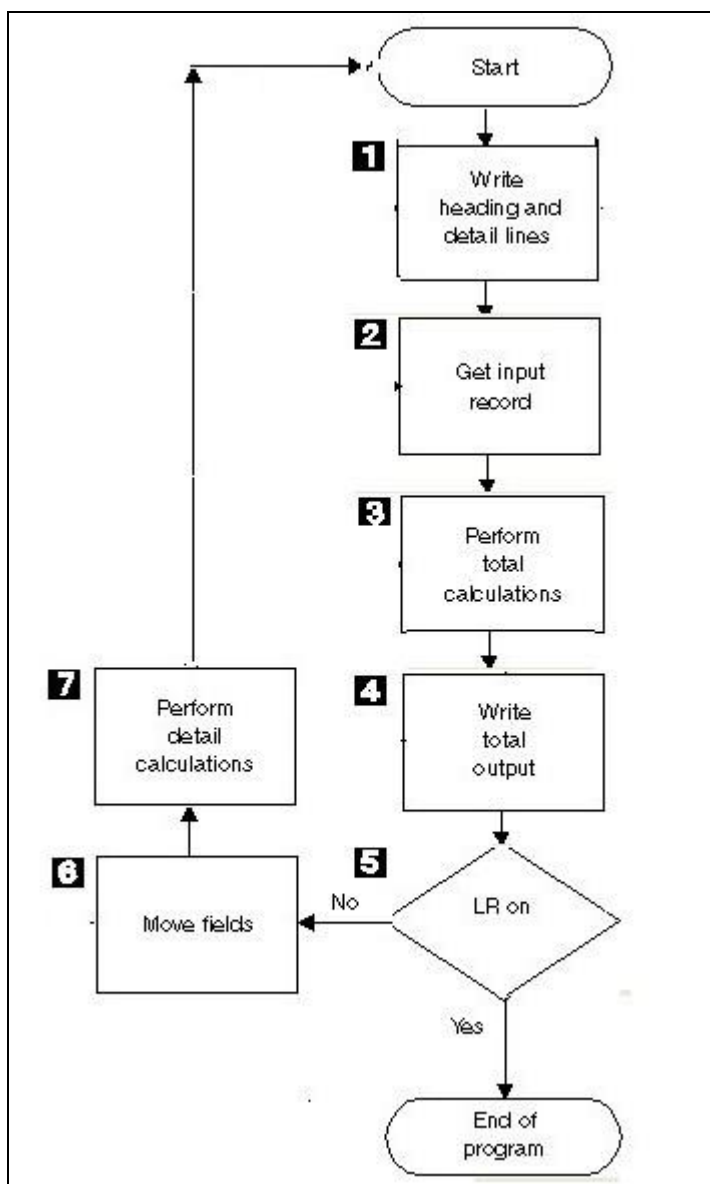 Start
1
Write
heading and
detail lines
2
Get input
record
3
Perform
total
calculations
4
Write
total
output
5
LR on
No
Yes
6
Move fields
7
Perform
detail
calculations
End of
program